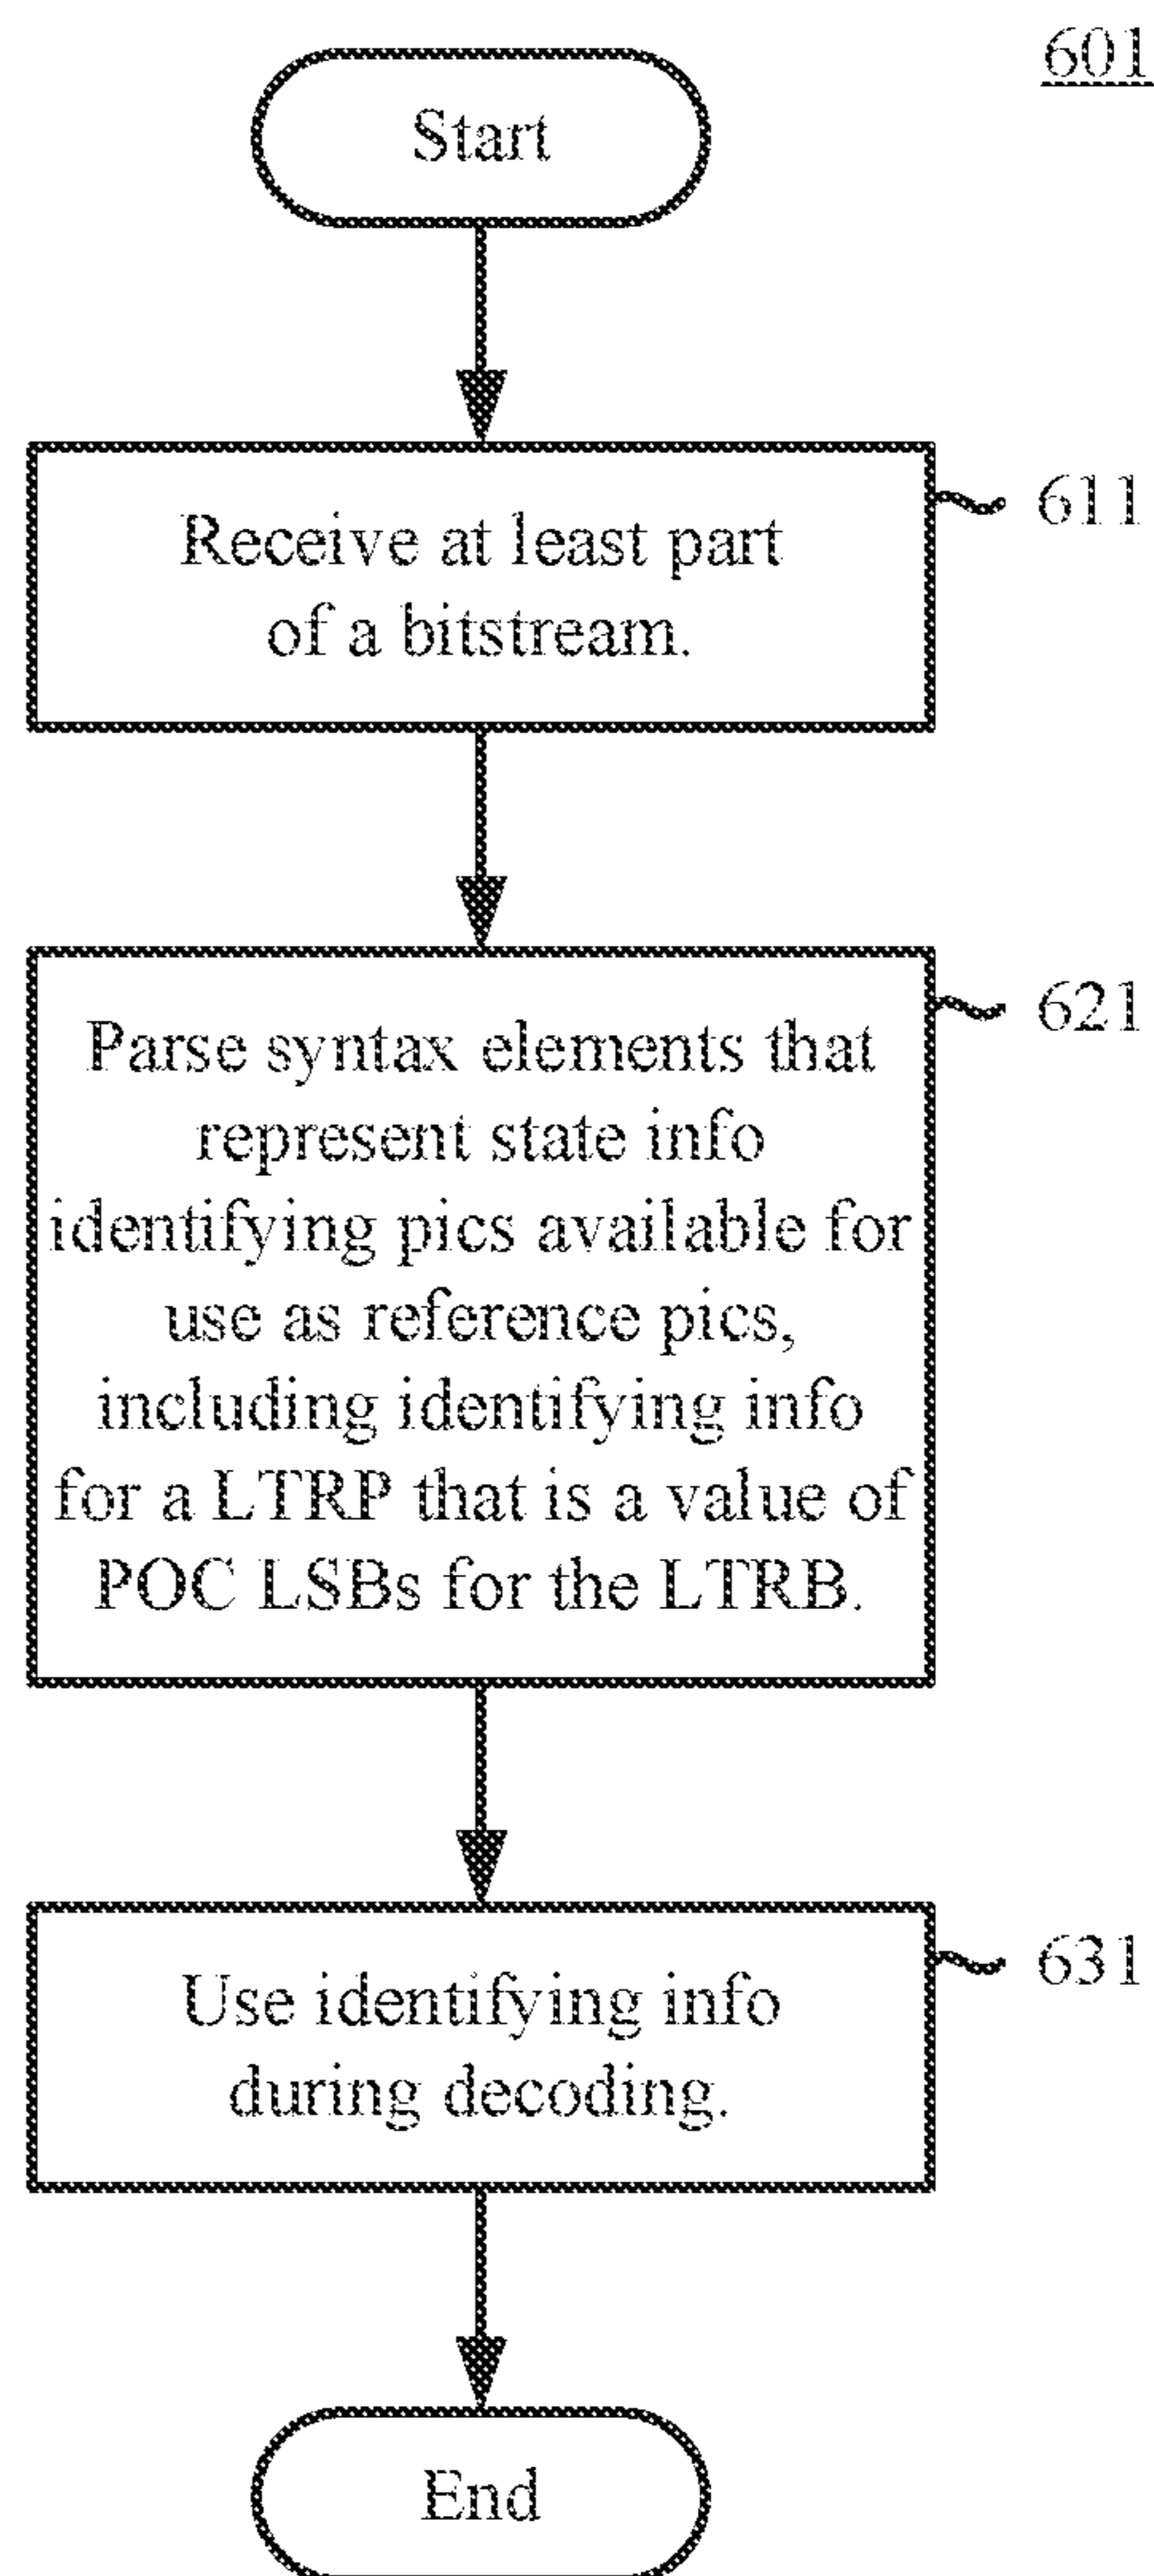 601
Start
Receive at least part
of a bitstream.
611
Parse syntax elements that
represent state info
identifying pics available for
use as reference pics,
including identifying info
for a LTRP that is a value of
POC LSBs for the LTRB.
621
Use identifying info
during decoding.
631
End